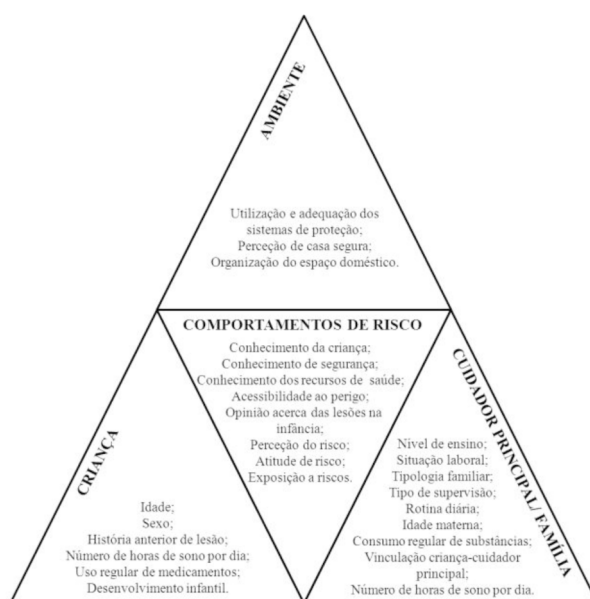 AMBIENTE
Utilização e adequação dos
sistemas de proteção;
Perceção de casa segura;
Organização do espaço doméstico.
COMPORTAMENTOS DE RISCO
Conhecimento da criança;
Conhecimento de segurança;
Conhecimento dos recursos de saúde;
Acessibilidade ao perigo;
Opinião acerca das lesões na
infância;
Perceção do risco;
Atitude de risco;
Exposição a riscos.
CRIANÇA
Idade;
Sexo;
História anterior de lesão;
Número de horas de sono por dia;
Uso regular de medicamentos;
Desenvolvimento infantil.
CUIDADOR PRINCIPAL/ FAMÍLIA
Nível de ensino;
Situação laboral;
Tipologia familiar;
Tipo de supervisão;
Rotina diária;
Idade materna;
Consumo regular de substâncias;
Vinculação criança-cuidador
principal;
Número de horas de sono por dia.